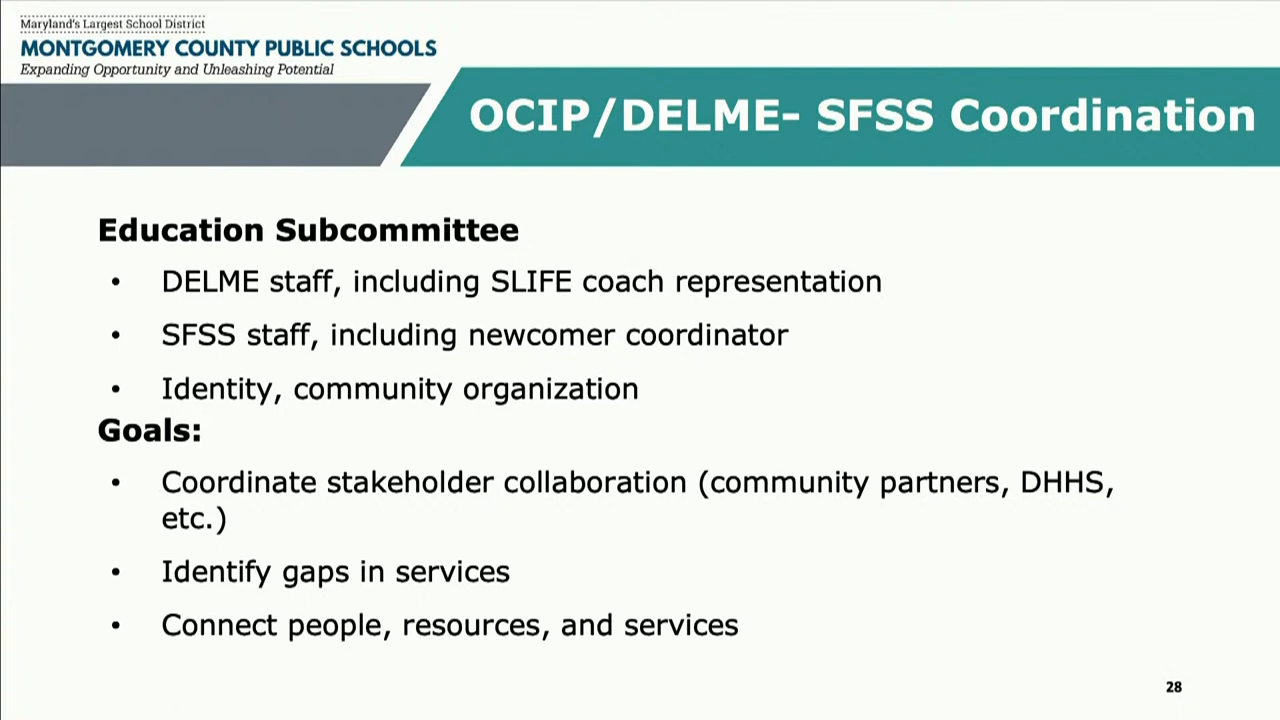 Maryland's Largest School District
MONTGOMERY COUNTY PUBLIC SCHOOLS
Expanding Opportunity and Unleashing Potential
OCIP/DELME- SFSS Coordination
Education Subcommittee
• DELME staff, including SLIFE coach representation
• SFSS staff, including newcomer coordinator
• Identity, community organization
Goals:
• Coordinate stakeholder collaboration (community partners, DHHS,
etc.)
• Identify gaps in services
• Connect people, resources, and services
28